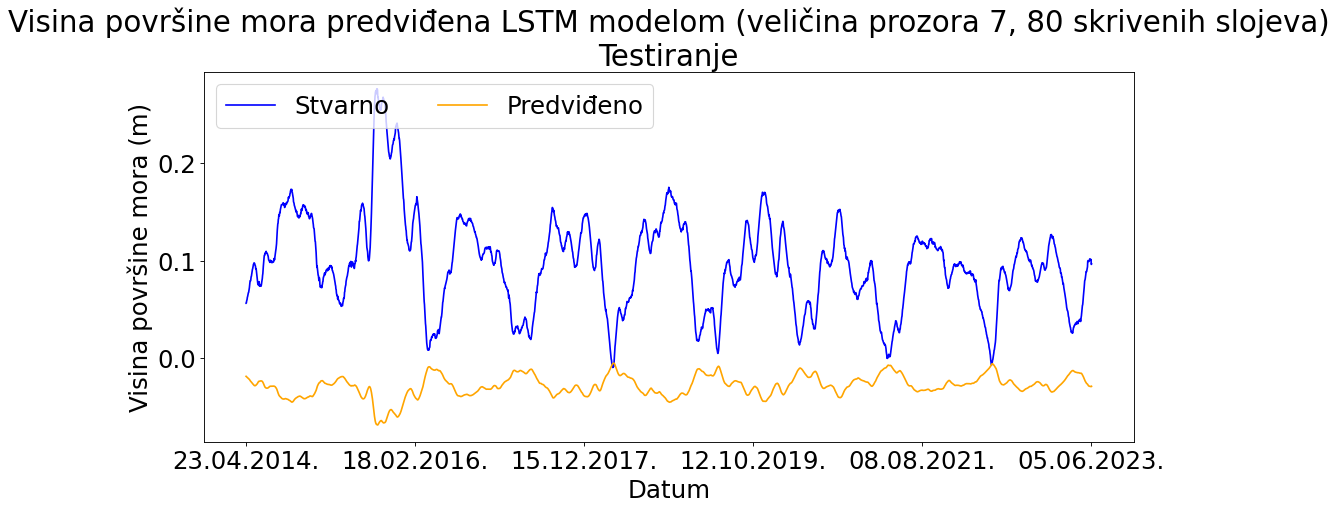 Visina površine mora predviđena LSTM modelom (veličina prozora 7, 80 skrivenih slojeva)
Testiranje
Stvarno Predviđeno
Visina površine mora (m)
0.2
0.1
0.0
23.04.2014. 18.02.2016. 15.12.2017. 12.10.2019. 08.08.2021. 05.06.2023.
Datum